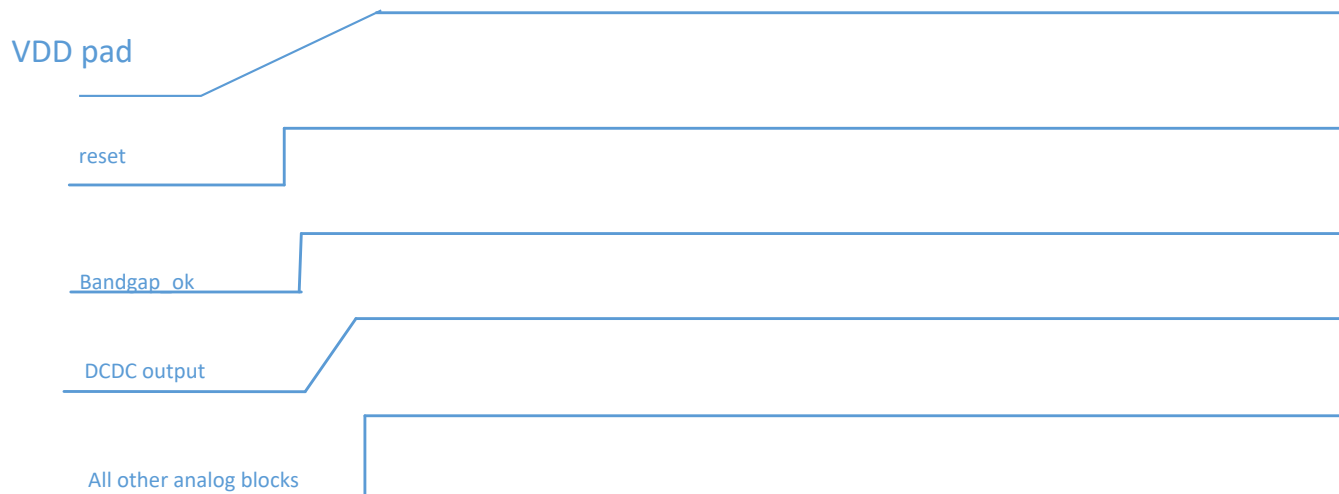 VDD pad
reset
Bandgap_ok
DCDC output
All other analog blocks